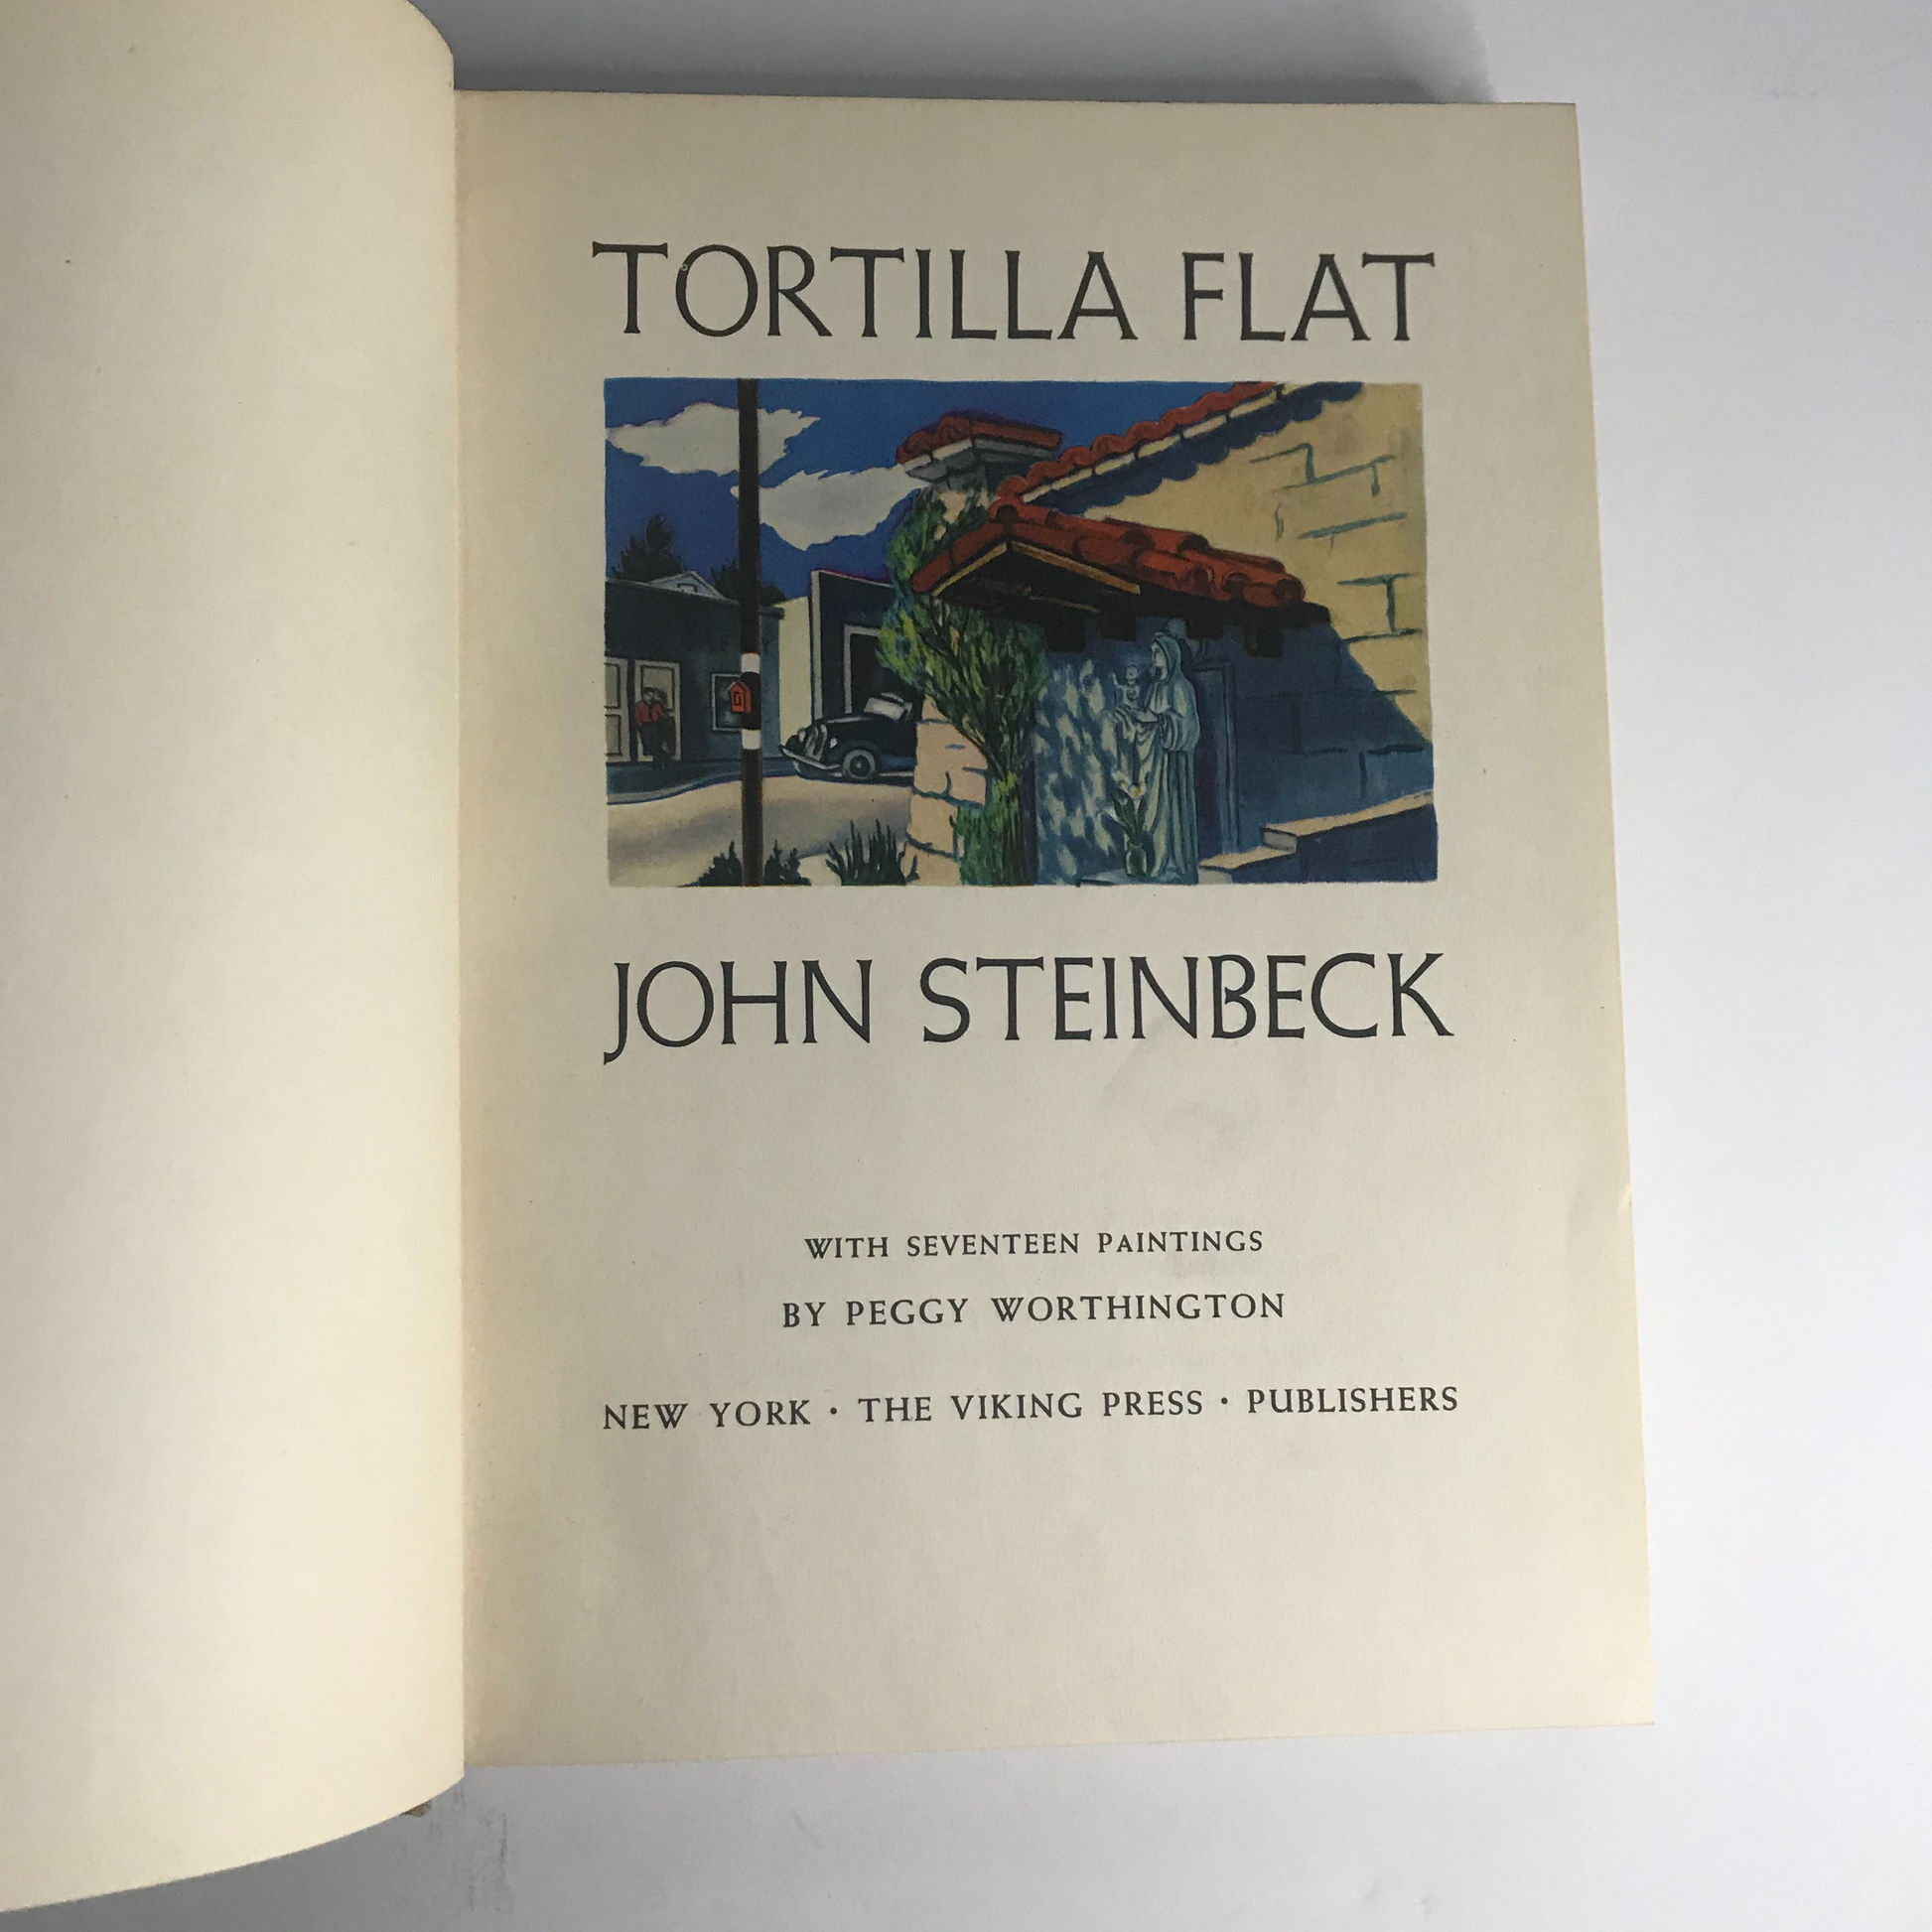 TORTILLA FLAT
JOHN STEINBECK
WITH SEVENTEEN PAINTINGS
BY PEGGY WORTHINGTON
NEW YORK · THE VIKING PRESS · PUBLISHERS